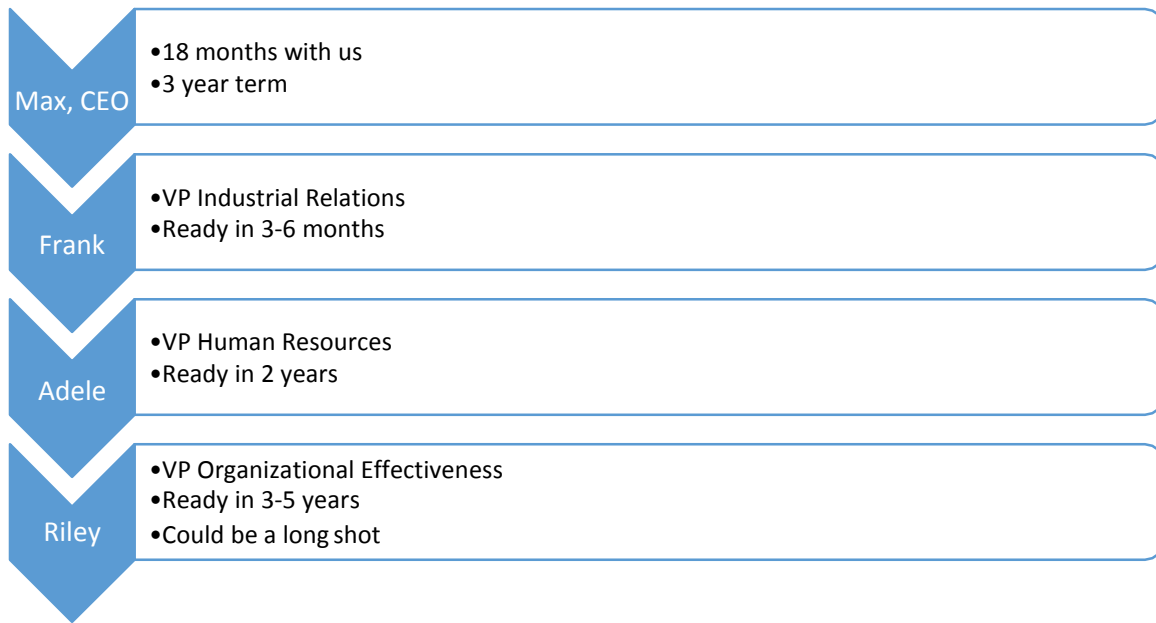 Max, CEO
•18 months with us
•3 year term
Frank
•VP Industrial Relations
•Ready in 3-6 months
Adele
•VP Human Resources
•Ready in 2 years
Riley
•VP Organizational Effectiveness
•Ready in 3-5 years
•Could be a long shot